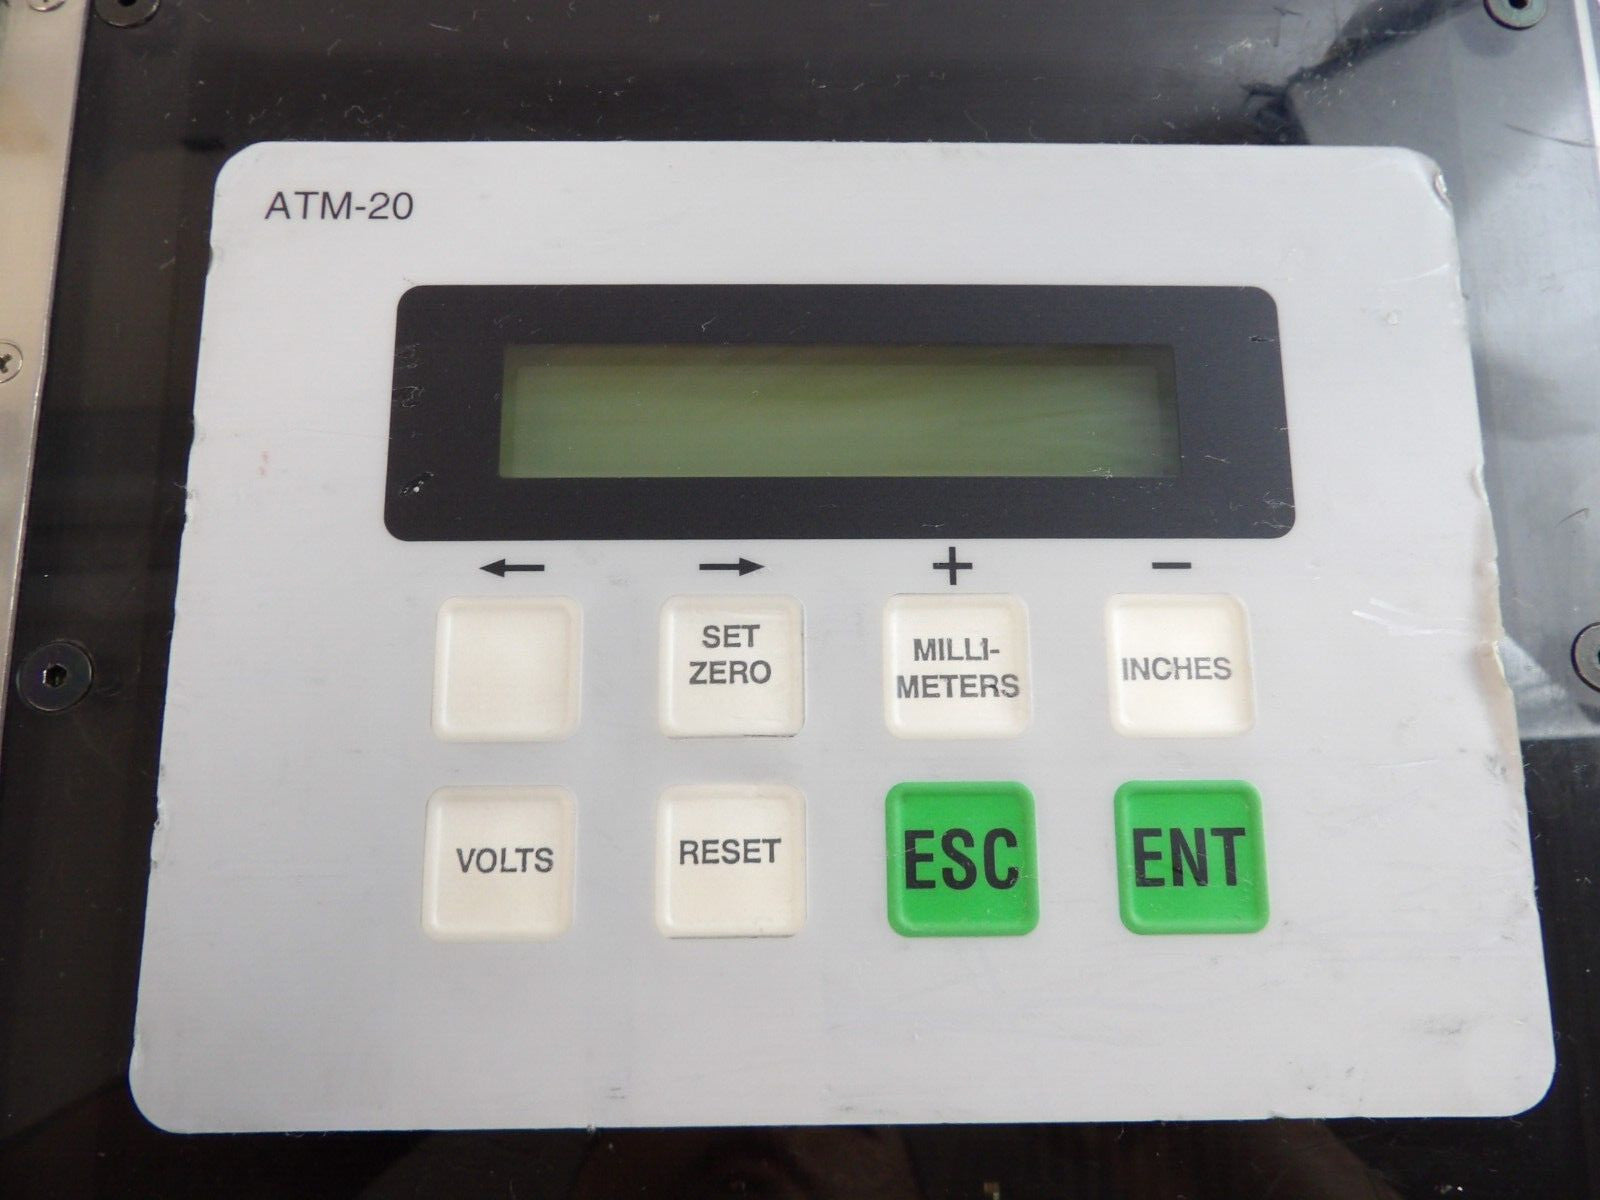 ATM-20
← → + −
SET
ZERO
MILLI-
METERS
INCHES
VOLTS
RESET
ESC
ENT